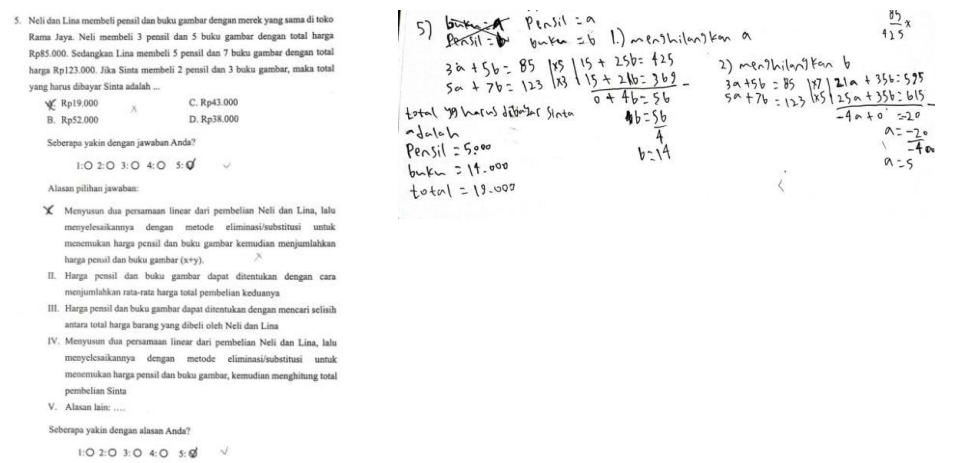 5. Neli dan Lina membeli pensil dan buku gambar dengan merek yang sama di toko
Rama Jaya. Neli membeli 3 pensil dan 5 buku gambar dengan total harga
Rp85.000. Sedangkan Lina membeli 5 pensil dan 7 buku gambar dengan total
harga Rp123.000. Jika Sinta membeli 2 pensil dan 3 buku gambar, maka total
yang harus dibayar Sinta adalah ...
A. Rp19.000 C. Rp43.000
B. Rp52.000 D. Rp38.000
Seberapa yakin dengan jawaban Anda?
1:O 2:O 3:O 4:O 5:O
Alasan pilihan jawaban:
I. Menyusun dua persamaan linear dari pembelian Neli dan Lina, lalu
menyelesaikannya dengan metode eliminasi/substitusi untuk
menemukan harga pensil dan buku gambar kemudian menjumlahkan
harga pensil dan buku gambar (x+y).
II. Harga pensil dan buku gambar dapat ditentukan dengan cara
menjumlahkan rata-rata harga total pembelian keduanya
III. Harga pensil dan buku gambar dapat ditentukan dengan mencari selisih
antara total harga barang yang dibeli oleh Neli dan Lina
IV. Menyusun dua persamaan linear dari pembelian Neli dan Lina, lalu
menyelesaikannya dengan metode eliminasi/substitusi untuk
menemukan harga pensil dan buku gambar, kemudian menghitung total
pembelian Sinta
V. Alasan lain: ....
Seberapa yakin dengan alasan Anda?
1:O 2:O 3:O 4:O 5:O
5) buku = a Pensil = a
Pensil = b buku = b
1.) menghilangkan a
3a + 5b = 85 |x5| 15 + 25b = 425
5a + 7b = 123 |x3| 15 + 21b = 369 -
0 + 4b = 56
4b = 56
4
b = 14
85
425 x
2) menghilangkan b
3a + 5b = 85 |x7| 21a + 35b = 595
5a + 7b = 123 |x5| 25a + 35b = 615 -
-4a + 0 = -20
a = -20
-4
a = 5
total yg harus dibayar Sinta
adalah
Pensil = 5.000
buku = 14.000
total = 19.000